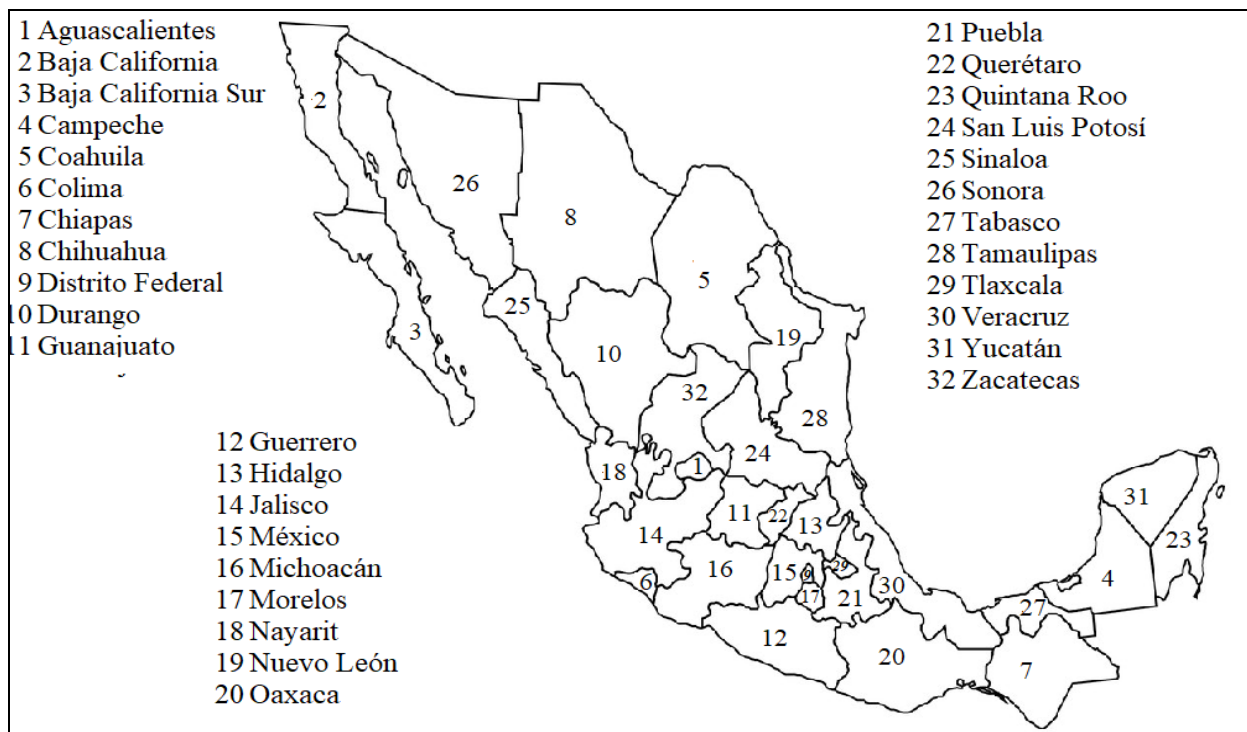 1 Aguascalientes
2 Baja California
3 Baja California Sur
4 Campeche
5 Coahuila
6 Colima
7 Chiapas
8 Chihuahua
9 Distrito Federal
10 Durango
11 Guanajuato
12 Guerrero
13 Hidalgo
14 Jalisco
15 México
16 Michoacán
17 Morelos
18 Nayarit
19 Nuevo León
20 Oaxaca
21 Puebla
22 Querétaro
23 Quintana Roo
24 San Luis Potosí
25 Sinaloa
26 Sonora
27 Tabasco
28 Tamaulipas
29 Tlaxcala
30 Veracruz
31 Yucatán
32 Zacatecas
2
26
8
5
25
3
19
10
32
28
24
18
1
11
22
13
14
16
6
15
9
29
17
21
30
12
20
31
23
4
27
7